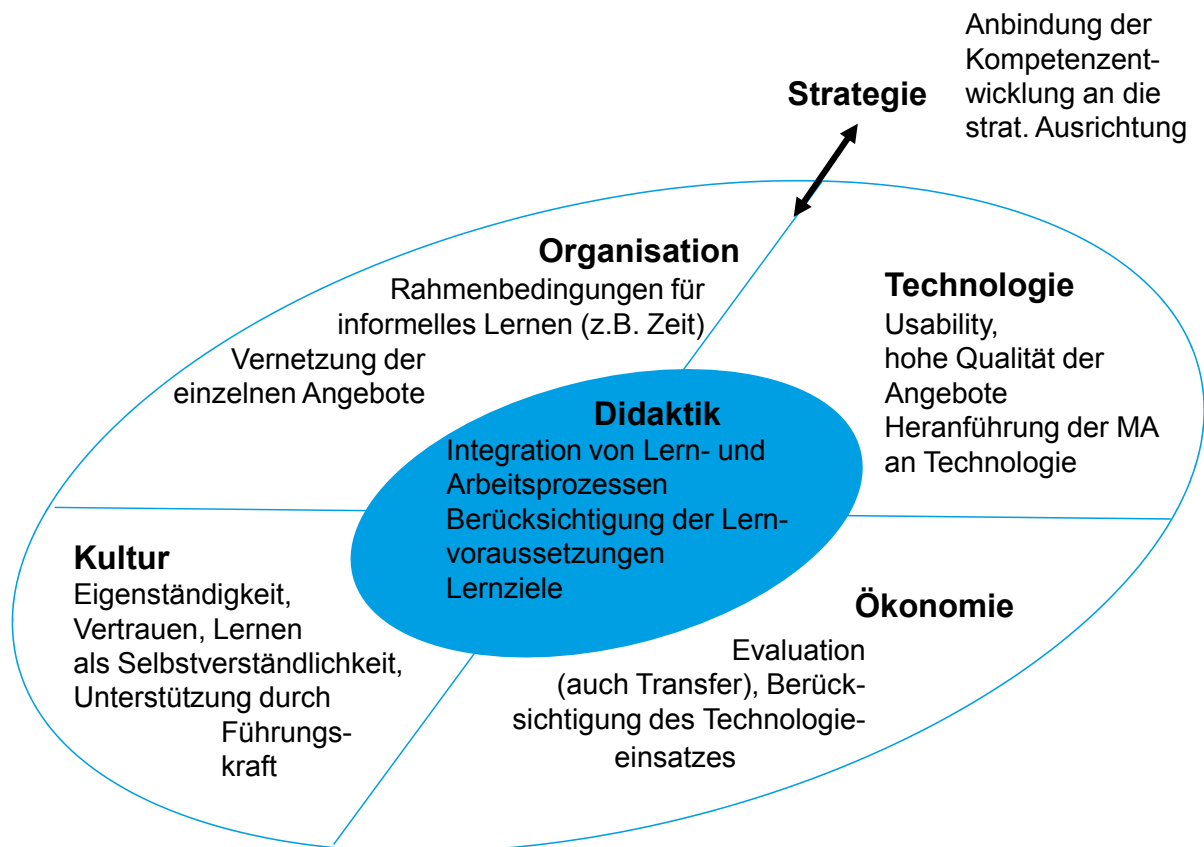 Strategie
Anbindung der
Kompetenzent-
wicklung an die
strat. Ausrichtung
Organisation
Rahmenbedingungen für
informelles Lernen (z.B. Zeit)
Vernetzung der
einzelnen Angebote
Technologie
Usability,
hohe Qualität der
Angebote
Heranführung der MA
an Technologie
Didaktik
Integration von Lern- und
Arbeitsprozessen
Berücksichtigung der Lern-
voraussetzungen
Lernziele
Kultur
Eigenständigkeit,
Vertrauen, Lernen
als Selbstverständlichkeit,
Unterstützung durch
Führungs-
kraft
Ökonomie
Evaluation
(auch Transfer), Berück-
sichtigung des Technologie-
einsatzes